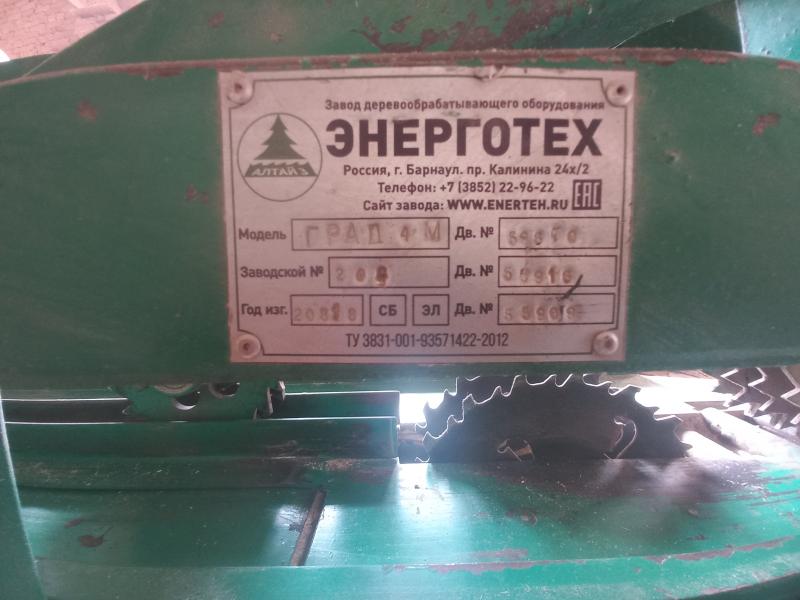 Завод деревообрабатывающего оборудования
ЭНЕРГОТЕХ
АЛТАЙ 3
Россия, г. Барнаул. пр. Калинина 24х/2
Телефон: +7 (3852) 22-96-22
Сайт завода: WWW.ENERTEH.RU
EAC
Модель ГРАД 4 М Дв. №
Заводской № Дв. № 55916
Год изг. СБ ЭЛ Дв. №
ТУ 3831-001-93571422-2012